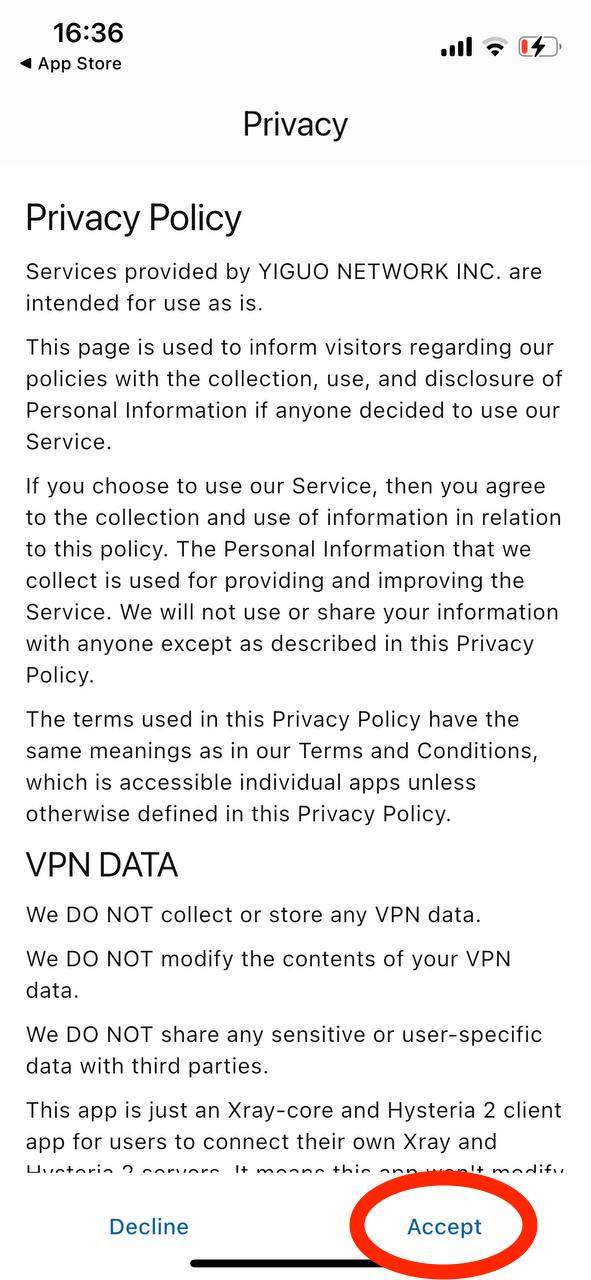 16:36
◀ App Store
Privacy
Privacy Policy
Services provided by YIGUO NETWORK INC. are
intended for use as is.
This page is used to inform visitors regarding our
policies with the collection, use, and disclosure of
Personal Information if anyone decided to use our
Service.
If you choose to use our Service, then you agree
to the collection and use of information in relation
to this policy. The Personal Information that we
collect is used for providing and improving the
Service. We will not use or share your information
with anyone except as described in this Privacy
Policy.
The terms used in this Privacy Policy have the
same meanings as in our Terms and Conditions,
which is accessible individual apps unless
otherwise defined in this Privacy Policy.
VPN DATA
We DO NOT collect or store any VPN data.
We DO NOT modify the contents of your VPN
data.
We DO NOT share any sensitive or user-specific
data with third parties.
This app is just an Xray-core and Hysteria 2 client
app for users to connect their own Xray and
Hysteria 2 servers. It means this app won't modify
Decline
Accept